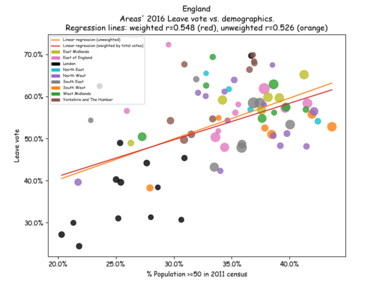 England
Areas' 2016 Leave vote vs. demographics.
Regression lines: weighted r=0.548 (red), unweighted r=0.526 (orange)
Linear regression (unweighted)
Linear regression (weighted by total votes)
East Midlands
East of England
London
North East
North West
South East
South West
West Midlands
Yorkshire and The Humber
Leave vote
70.0%
60.0%
50.0%
40.0%
30.0%
20.0%
25.0%
30.0%
35.0%
40.0%
% Population >=50 in 2011 census